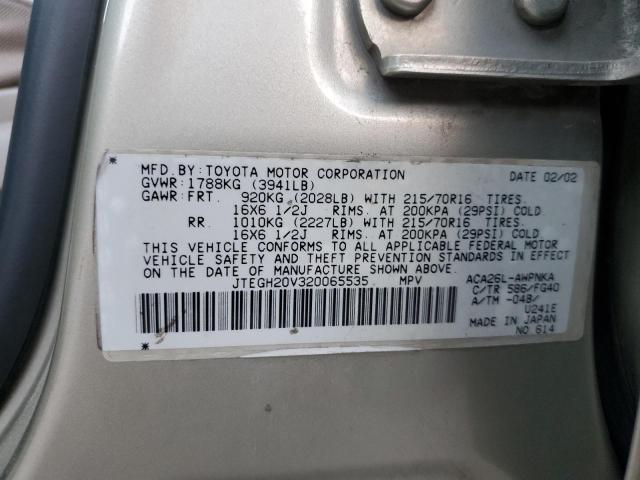 MFD. BY: TOYOTA MOTOR CORPORATION DATE 02/02
GVWR: 1788KG (3941LB)
GAWR: FRT. 920KG (2028LB) WITH 215/70R16 TIRES.
16X6 1/2J RIMS. AT 200KPA (29PSI) COLD
RR. 1010KG (2227LB) WITH 215/70R16 TIRES.
16X6 1/2J RIMS. AT 200KPA (29PSI) COLD
THIS VEHICLE CONFORMS TO ALL APPLICABLE FEDERAL MOTOR
VEHICLE SAFETY AND THEFT PREVENTION STANDARDS IN EFFECT
ON THE DATE OF MANUFACTURE SHOWN ABOVE.
*JTEGH20V320065535* MPV ACA26L-AWPNKA
C/TR 586/FG40
A/TM -04B/
U241E
MADE IN JAPAN
NO 614